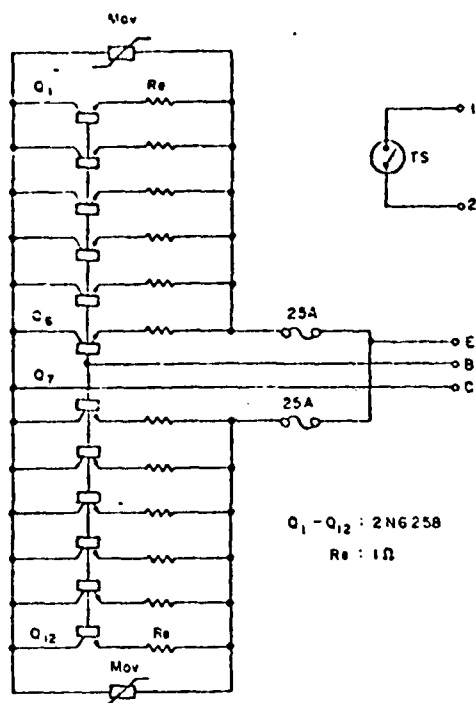 Mov
Q1
Re
1
TS
2
Q6
25A
E
B
Q7
C
25A
Q1 - Q12 : 2N6258
Re : 1Ω
Q12
Re
Mov